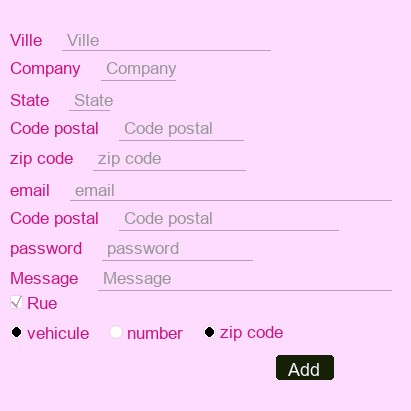 Ville Ville
Company Company
State State
Code postal Code postal
zip code zip code
email email
Code postal Code postal
password password
Message Message
Rue
vehicule number zip code
Add